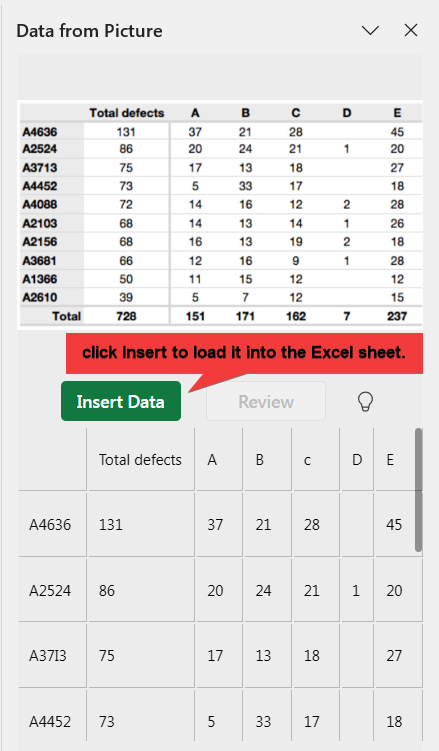 Data from Picture
Total defects A B C D E
A4636 131 37 21 28 45
A2524 86 20 24 21 1 20
A3713 75 17 13 18 27
A4452 73 5 33 17 18
A4088 72 14 16 12 2 28
A2103 68 14 13 14 1 26
A2156 68 16 13 19 2 18
A3681 66 12 16 9 1 28
A1366 50 11 15 12 12
A2610 39 5 7 12 15
Total 728 151 171 162 7 237
click Insert to load it into the Excel sheet.
Insert Data Review
Total defects A B c D E
A4636 131 37 21 28 45
A2524 86 20 24 21 1 20
A37I3 75 17 13 18 27
A4452 73 5 33 17 18